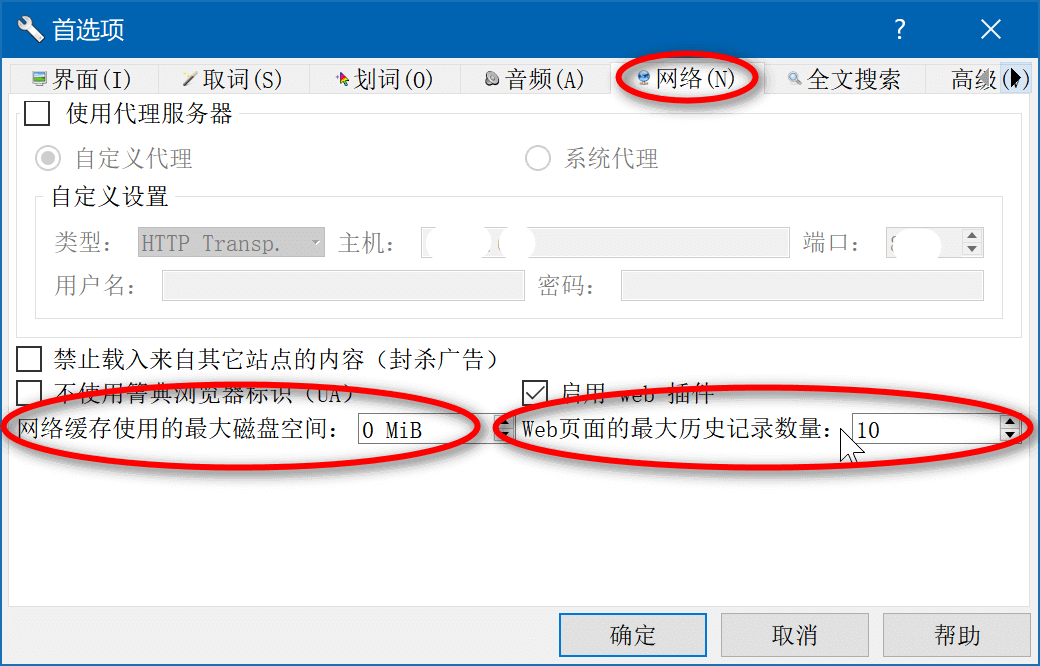 首选项
界面(I) 取词(S) 划词(O) 音频(A) 网络(N) 全文搜索 高级( )
使用代理服务器
自定义代理 系统代理
自定义设置
类型： HTTP Transp. 主机： 端口：
用户名： 密码：
禁止载入来自其它站点的内容（封杀广告）
不使用管典浏览器标识（UA） 启用 web 插件
网络缓存使用的最大磁盘空间： 0 MiB Web页面的最大历史记录数量： 10
确定 取消 帮助